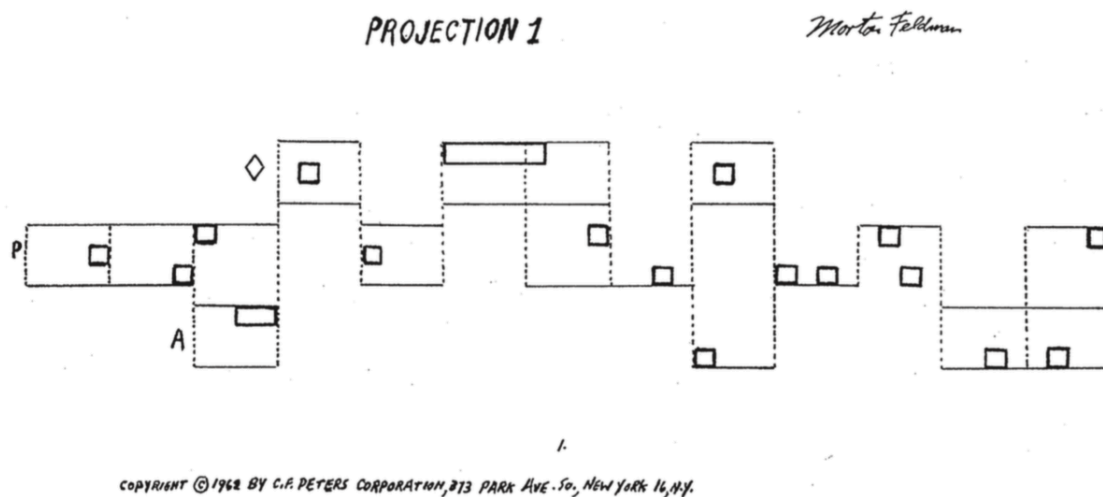 PROJECTION 1
Morton Feldman
P
A
1.
COPYRIGHT © 1962 BY C.F. PETERS CORPORATION, 373 PARK AVE. SO., NEW YORK 16, N.Y.